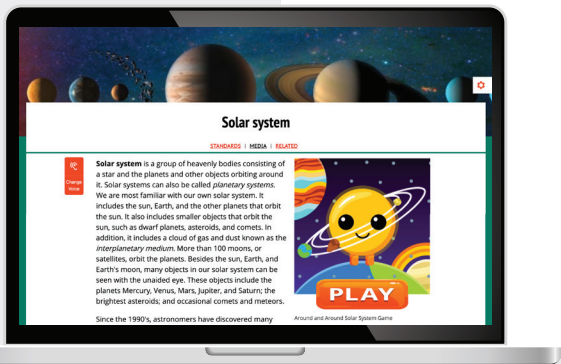 Solar system
STANDARDS | MEDIA | RELATED
Change
Voice
Solar system is a group of heavenly bodies consisting of
a star and the planets and other objects orbiting around
it. Solar systems can also be called planetary systems.
We are most familiar with our own solar system. It
includes the sun, Earth, and the other planets that orbit
the sun. It also includes smaller objects that orbit the
sun, such as dwarf planets, asteroids, and comets. In
addition, it includes a cloud of gas and dust known as the
interplanetary medium. More than 100 moons, or
satellites, orbit the planets. Besides the sun, Earth, and
Earth's moon, many objects in our solar system can be
seen with the unaided eye. These objects include the
planets Mercury, Venus, Mars, Jupiter, and Saturn; the
brightest asteroids; and occasional comets and meteors.
Since the 1990's, astronomers have discovered many
PLAY
Around and Around Solar System Game